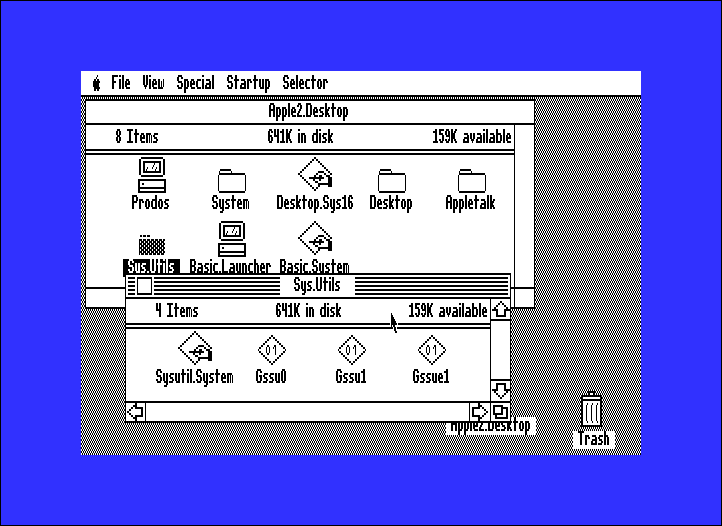 File View Special Startup Selector
Apple2.Desktop
8 Items 641K in disk 159K available
Prodos System Desktop.Sys16 Desktop Appletalk
Sys.Utils Basic.Launcher Basic.System
Sys.Utils
4 Items 641K in disk 159K available
Sysutil.System Gssu0 Gssu1 Gssue1
Apple2.Desktop
Trash